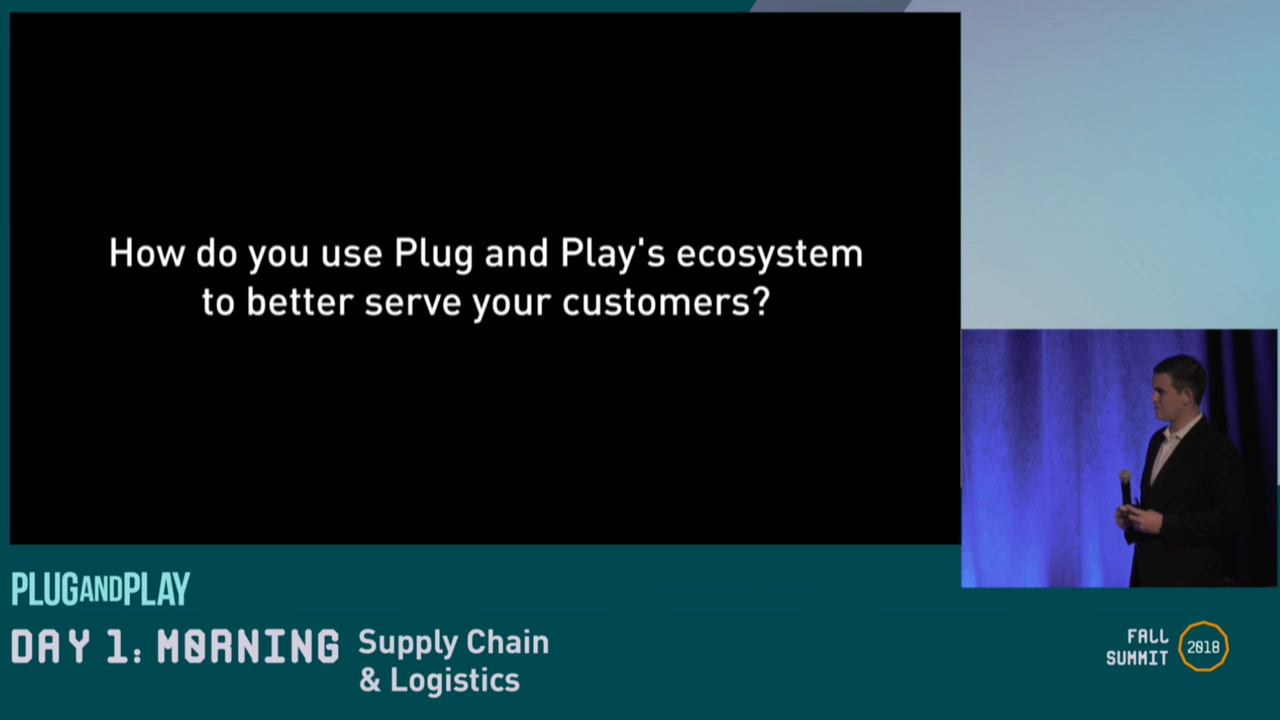 How do you use Plug and Play's ecosystem
to better serve your customers?
PLUGANDPLAY
DAY 1: MORNING
Supply Chain
& Logistics
FALL
SUMMIT
2018